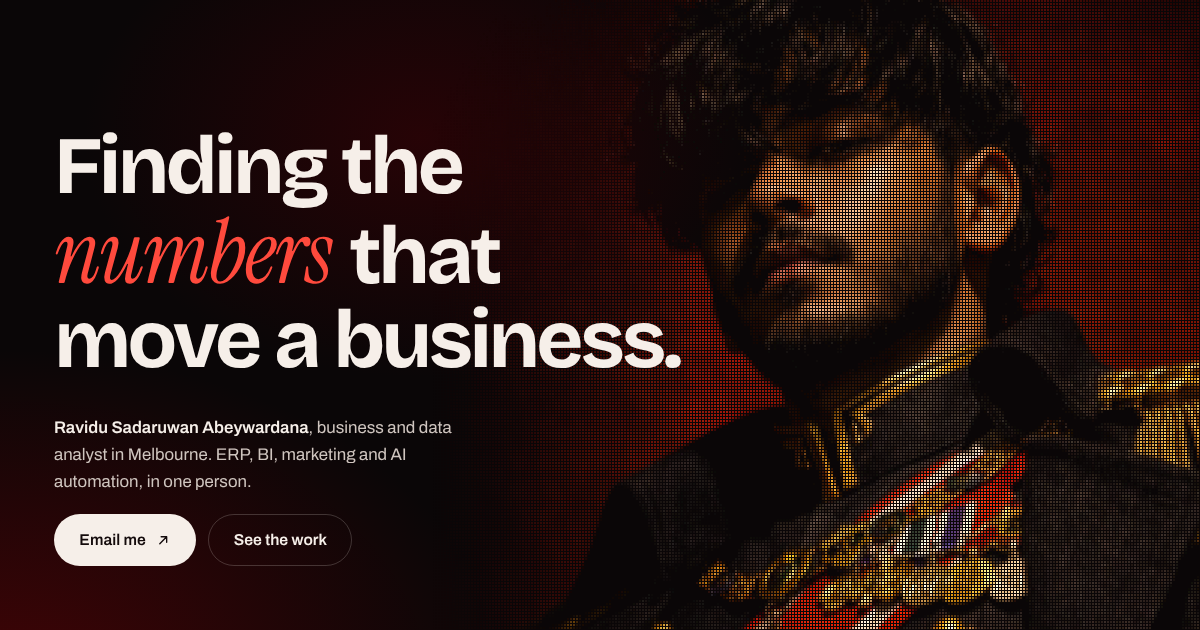 Finding the
numbers that
move a business.
Ravidu Sadaruwan Abeywardana, business and data
analyst in Melbourne. ERP, BI, marketing and AI
automation, in one person.
Email me ↗
See the work